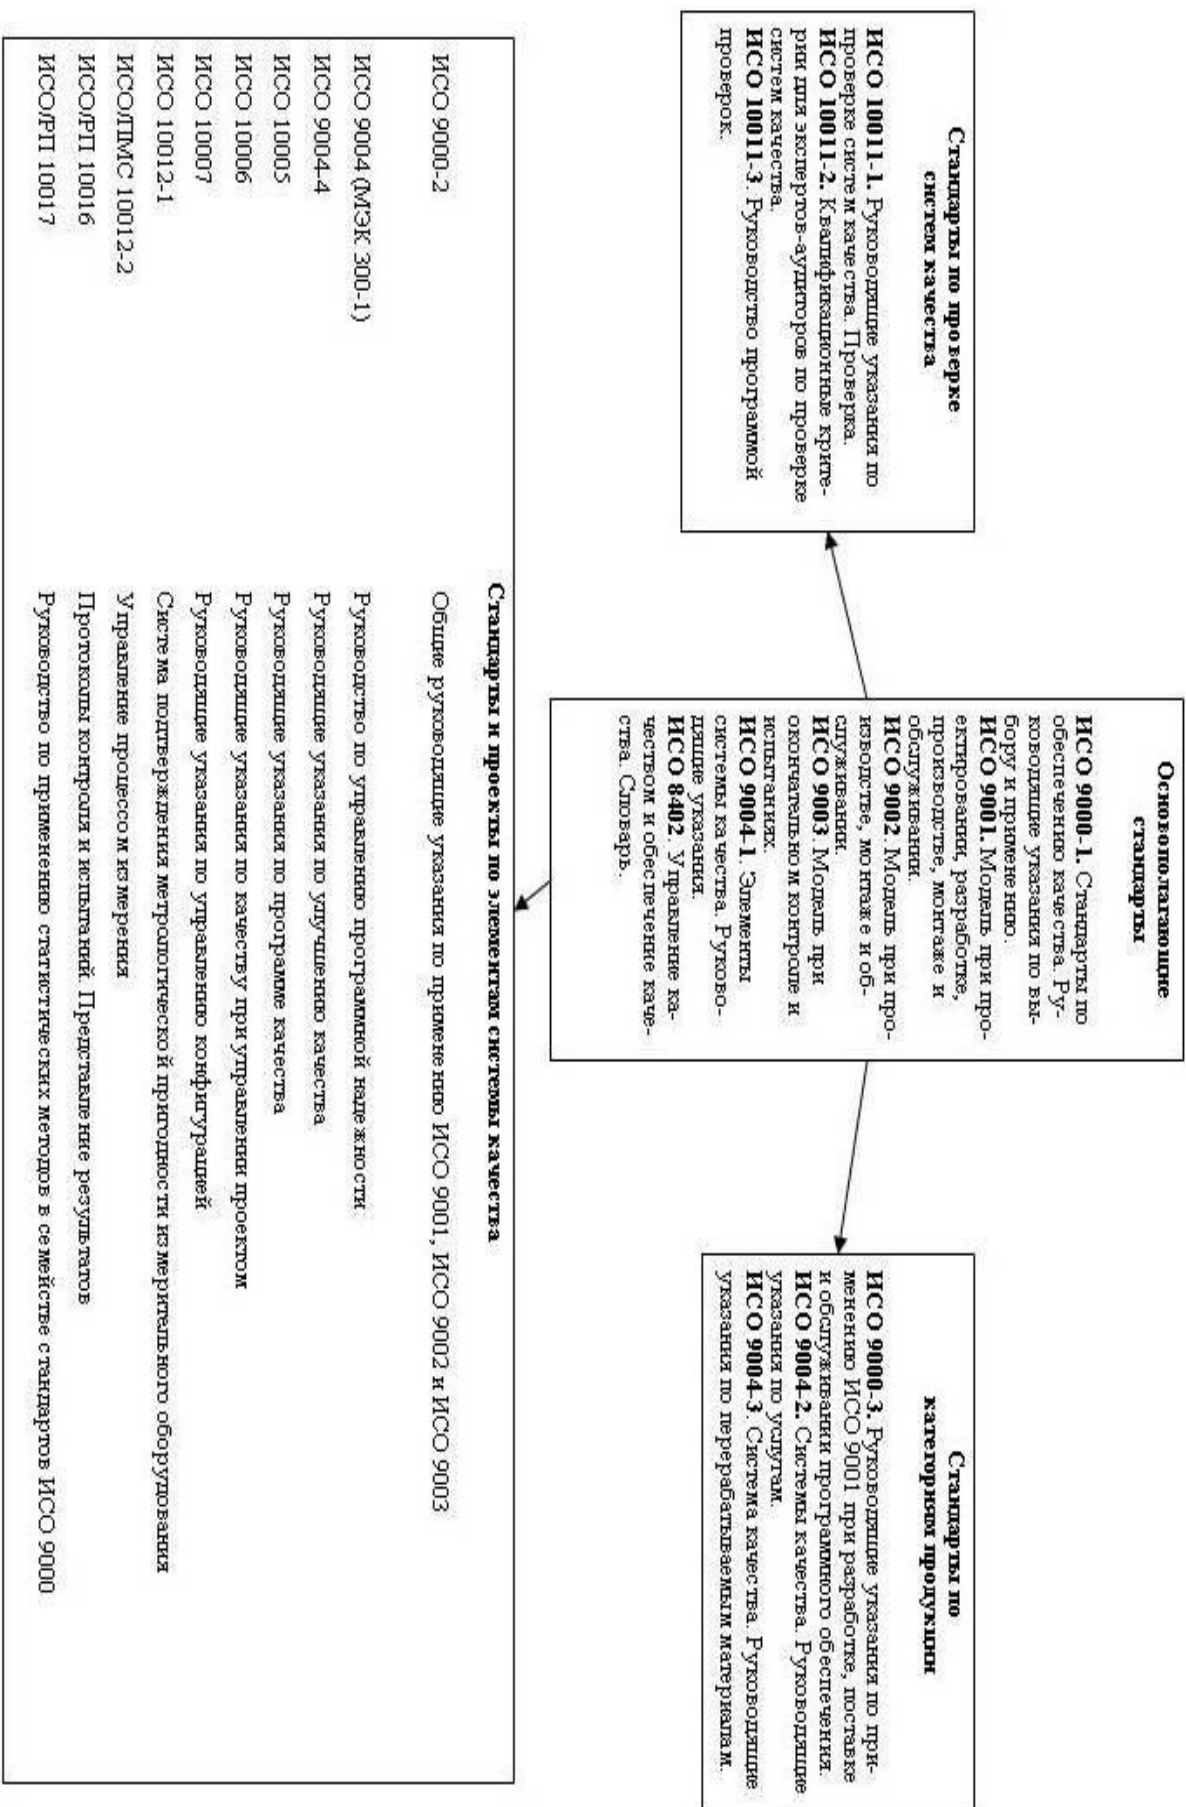 Основополагающие
стандарты
ИСО 9000-1. Стандарты по
обеспечению качества. Ру-
ководящие указания по вы-
бору и применению.
ИСО 9001. Модель при про-
ектировании, разработке,
производстве, монтаже и
обслуживании.
ИСО 9002. Модель при про-
изводстве, монтаже и об-
служивании.
ИСО 9003. Модель при
окончательном контроле и
испытаниях.
ИСО 9004-1. Элементы
системы качества. Руково-
дящие указания.
ИСО 8402. Управление ка-
чеством и обеспечение каче-
ства. Словарь.
Стандарты по проверке
систем качества
ИСО 10011-1. Руководящие указания по
проверке систем качества. Проверка.
ИСО 10011-2. Квалификационные крите-
рии для экспертов-аудиторов по проверке
систем качества.
ИСО 10011-3. Руководство программой
проверок.
Стандарты по
категориям продукции
ИСО 9000-3. Руководящие указания по при-
менению ИСО 9001 при разработке, поставке
и обслуживании программного обеспечения.
ИСО 9004-2. Системы качества. Руководящие
указания по услугам.
ИСО 9004-3. Система качества. Руководящие
указания по перерабатываемым материалам.
Стандарты и проекты по элементам системы качества
ИСО 9000-2 Общие руководящие указания по применению ИСО 9001, ИСО 9002 и ИСО 9003
ИСО 9004 (МЭК 300-1) Руководство по управлению программной надежности
ИСО 9004-4 Руководящие указания по улучшению качества
ИСО 10005 Руководящие указания по программе качества
ИСО 10006 Руководящие указания по качеству при управлении проектом
ИСО 10007 Руководящие указания по управлению конфигурацией
ИСО 10012-1 Система подтверждения метрологической пригодности измерительного оборудования
ИСО/ПМС 10012-2 Управление процессом измерения
ИСО/РП 10016 Протоколы контроля и испытаний. Представление результатов
ИСО/РП 10017 Руководство по применению статистических методов в семействе стандартов ИСО 9000